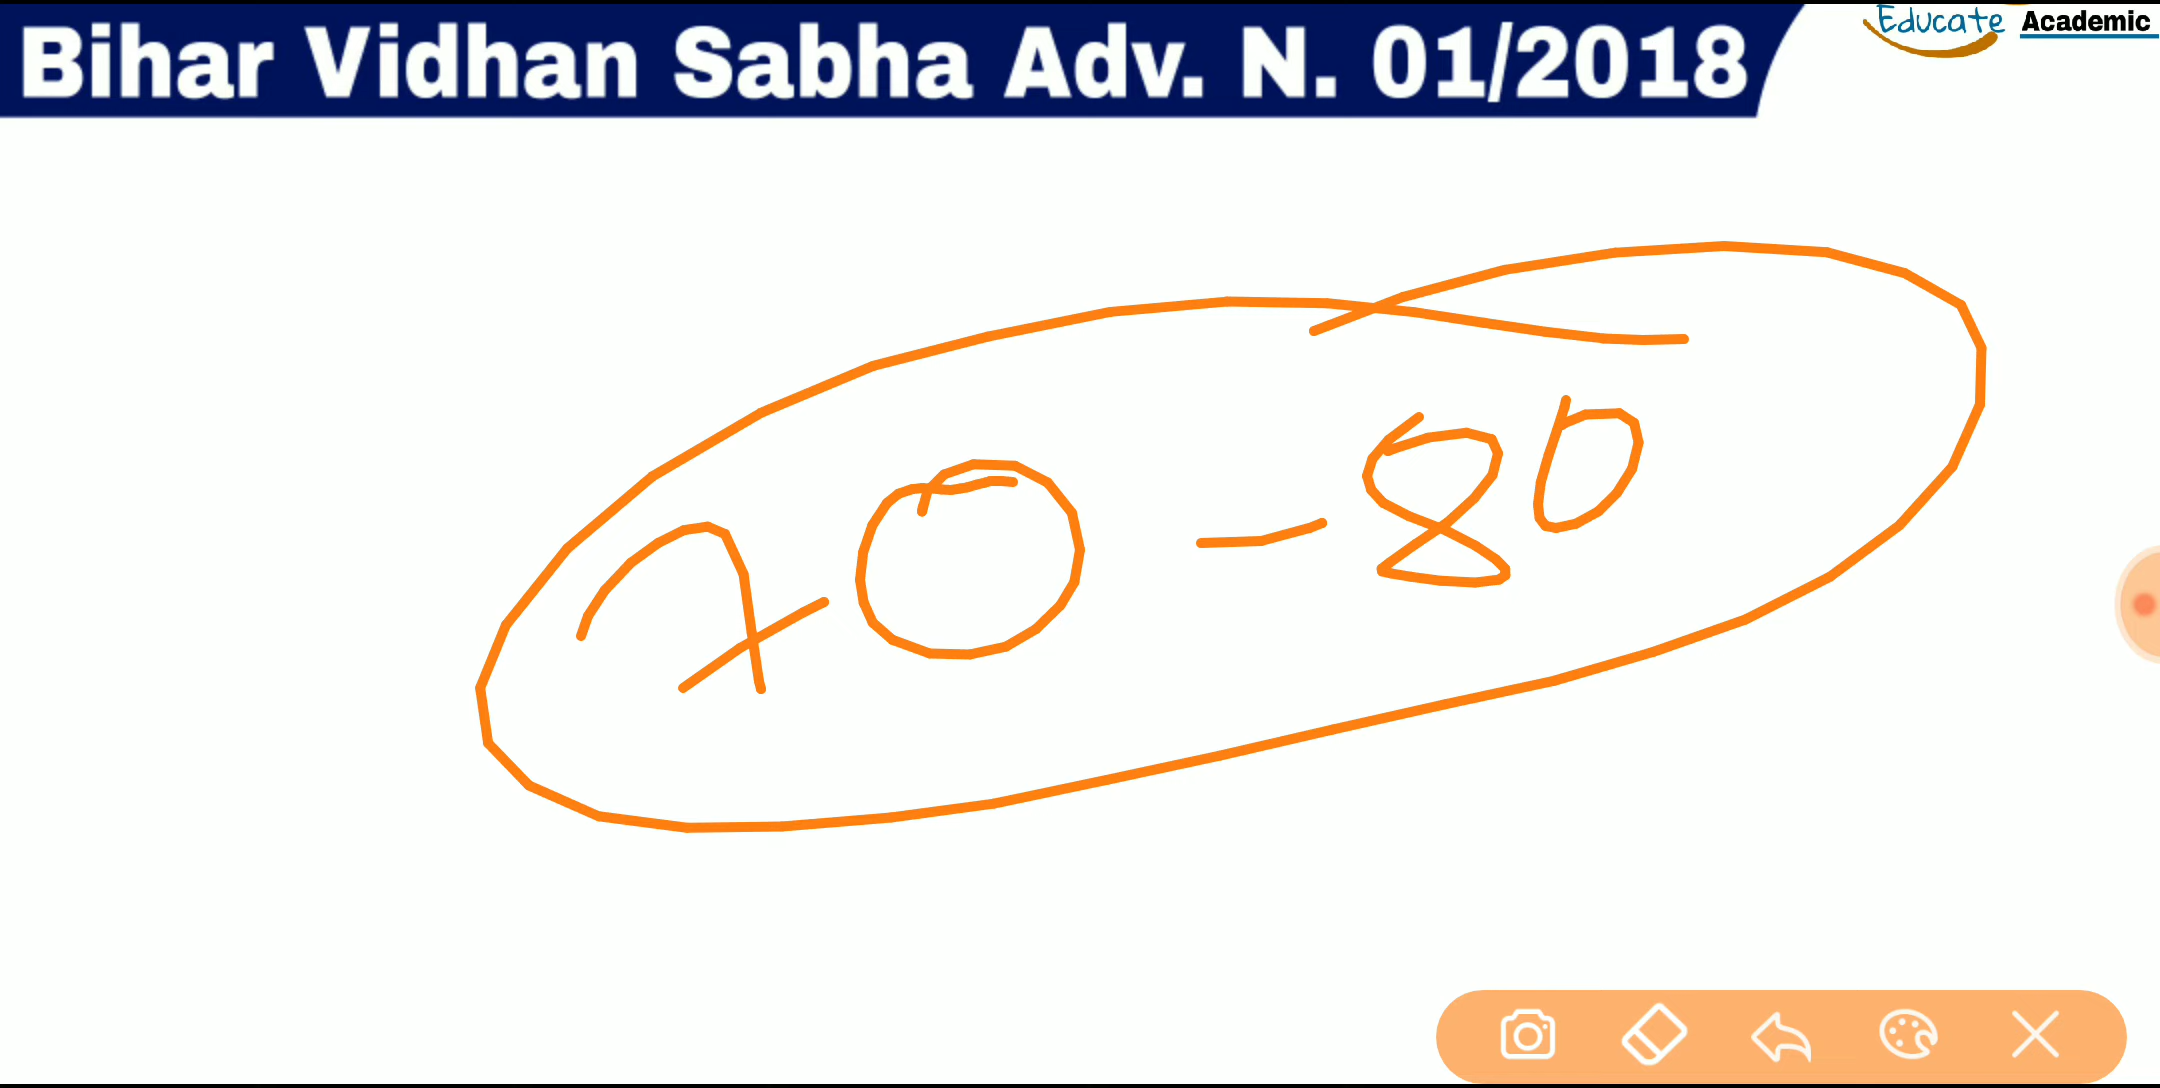 Bihar Vidhan Sabha Adv. N. 01/2018
Educate Academic
70-80